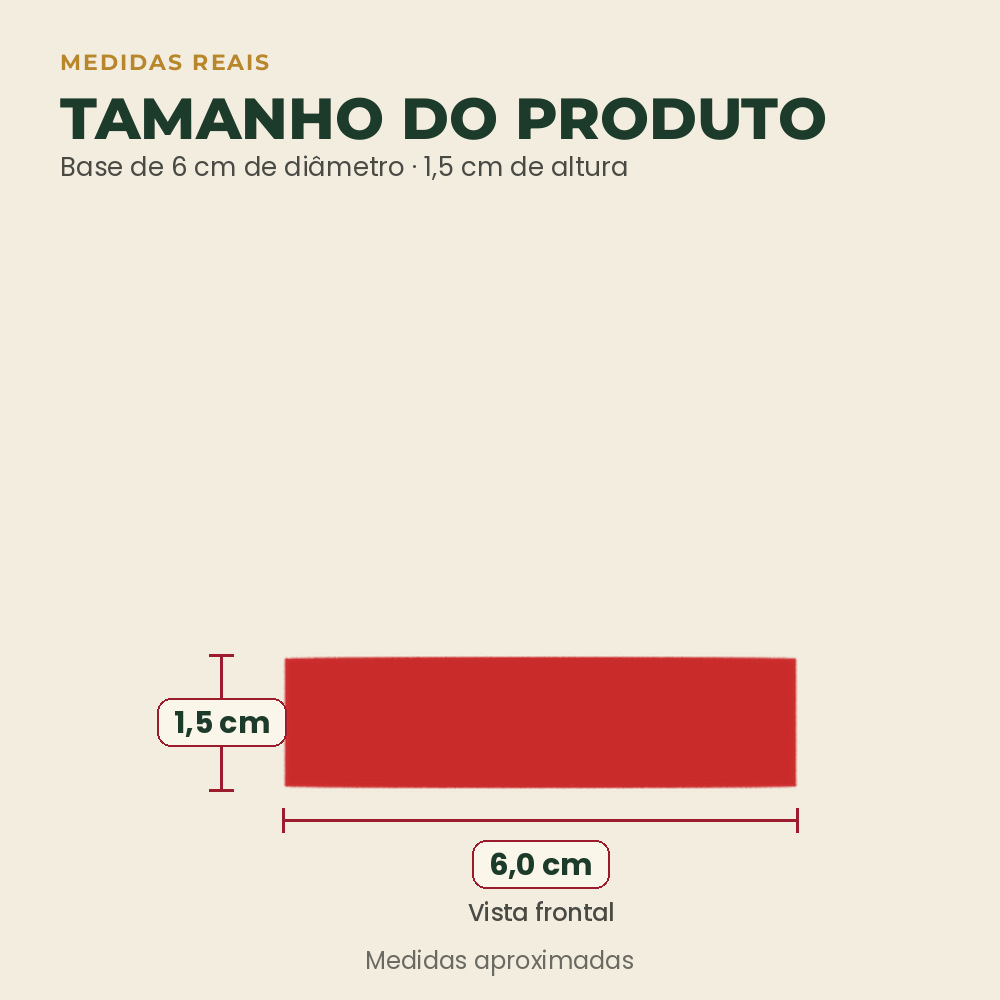 MEDIDAS REAIS
TAMANHO DO PRODUTO
Base de 6 cm de diâmetro · 1,5 cm de altura
1,5 cm
6,0 cm
Vista frontal
Medidas aproximadas